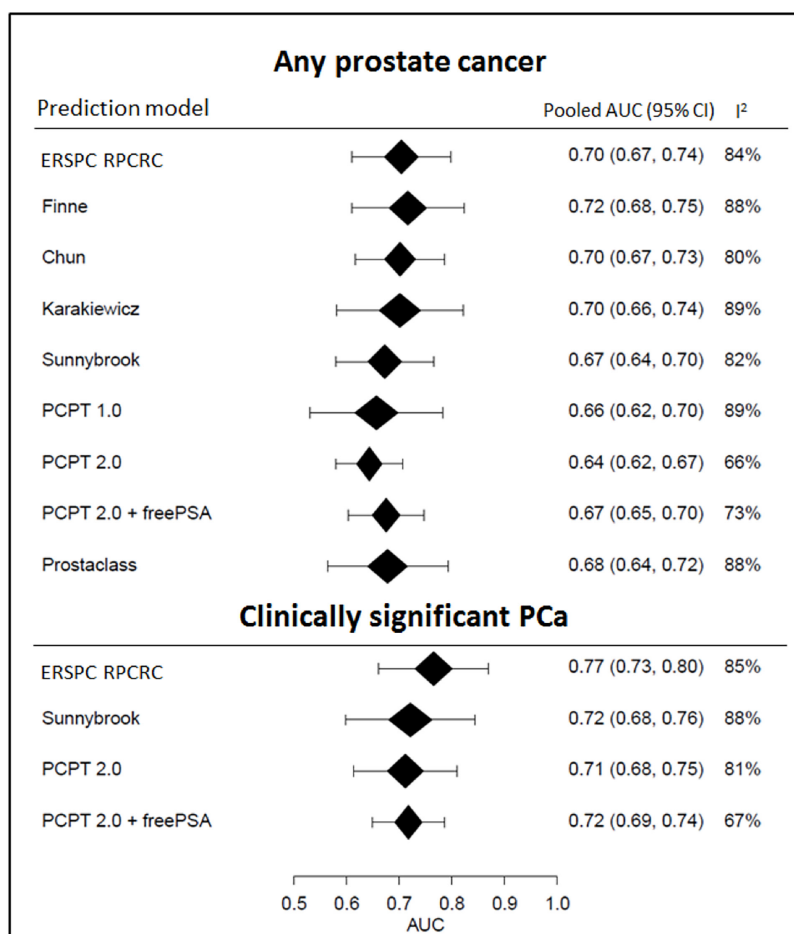 Any prostate cancer
Prediction model Pooled AUC (95% CI) I²
ERSPC RPCRC 0.70 (0.67, 0.74) 84%
Finne 0.72 (0.68, 0.75) 88%
Chun 0.70 (0.67, 0.73) 80%
Karakiewicz 0.70 (0.66, 0.74) 89%
Sunnybrook 0.67 (0.64, 0.70) 82%
PCPT 1.0 0.66 (0.62, 0.70) 89%
PCPT 2.0 0.64 (0.62, 0.67) 66%
PCPT 2.0 + freePSA 0.67 (0.65, 0.70) 73%
Prostaclass 0.68 (0.64, 0.72) 88%
Clinically significant PCa
ERSPC RPCRC 0.77 (0.73, 0.80) 85%
Sunnybrook 0.72 (0.68, 0.76) 88%
PCPT 2.0 0.71 (0.68, 0.75) 81%
PCPT 2.0 + freePSA 0.72 (0.69, 0.74) 67%
0.5 0.6 0.7 0.8 0.9 1.0
AUC